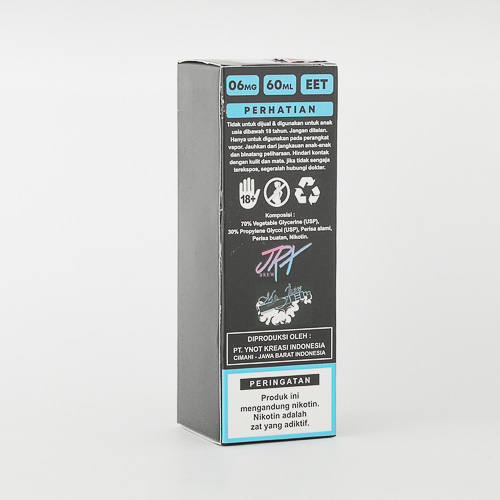 06MG 60ML EET
PERHATIAN
Tidak untuk dijual & digunakan untuk anak
usia dibawah 18 tahun. Jangan ditelan.
Hanya untuk digunakan pada perangkat
vapor. Jauhkan dari jangkauan anak-anak
dan binatang peliharaan. Hindari kontak
dengan kulit dan mata. Jika tidak sengaja
terekspos, segeralah hubungi dokter.
18+
Komposisi :
70% Vegetable Glycerine (USP),
30% Propylene Glycol (USP), Perisa alami,
Perisa buatan, Nikotin.
JRX
BREW
DIPRODUKSI OLEH :
PT. YNOT KREASI INDONESIA
CIMAHI - JAWA BARAT INDONESIA
PERINGATAN
Produk ini
mengandung nikotin.
Nikotin adalah
zat yang adiktif.